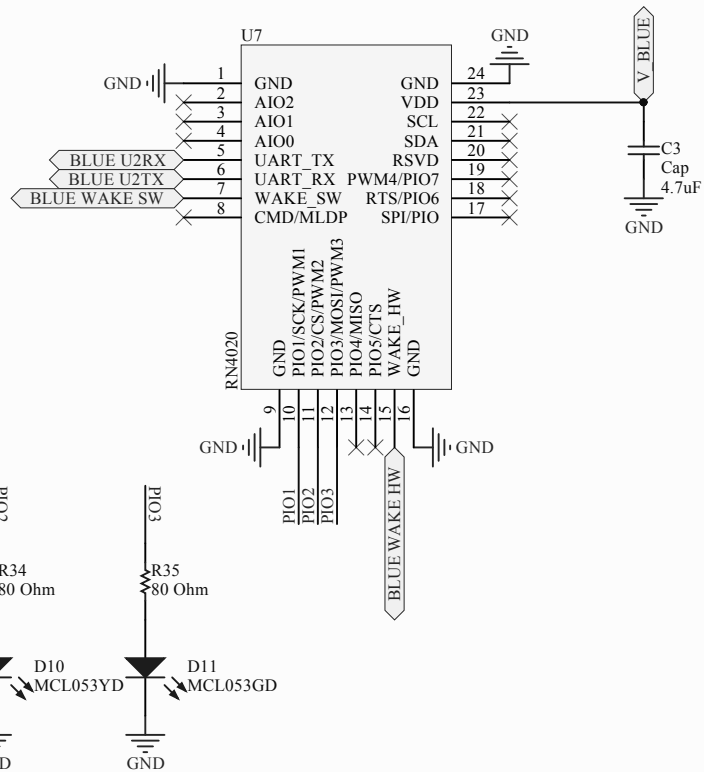 U7
GND
V_BLUE
GND
1
GND
GND
24
2
AIO2
VDD
23
3
AIO1
SCL
22
4
AIO0
SDA
21
BLUE U2RX
5
UART_TX
RSVD
20
BLUE U2TX
6
UART_RX
PWM4/PIO7
19
BLUE WAKE SW
7
WAKE_SW
RTS/PIO6
18
8
CMD/MLDP
SPI/PIO
17
C3
Cap
4.7uF
GND
GND
PIO1/SCK/PWM1
PIO2/CS/PWM2
PIO3/MOSI/PWM3
PIO4/MISO
PIO5/CTS
WAKE_HW
GND
RN4020
9
10
11
12
13
14
15
16
GND
GND
PIO1
PIO2
PIO3
BLUE WAKE HW
PIO3
R34
80 Ohm
R35
80 Ohm
D10
MCL053YD
D11
MCL053GD
GND